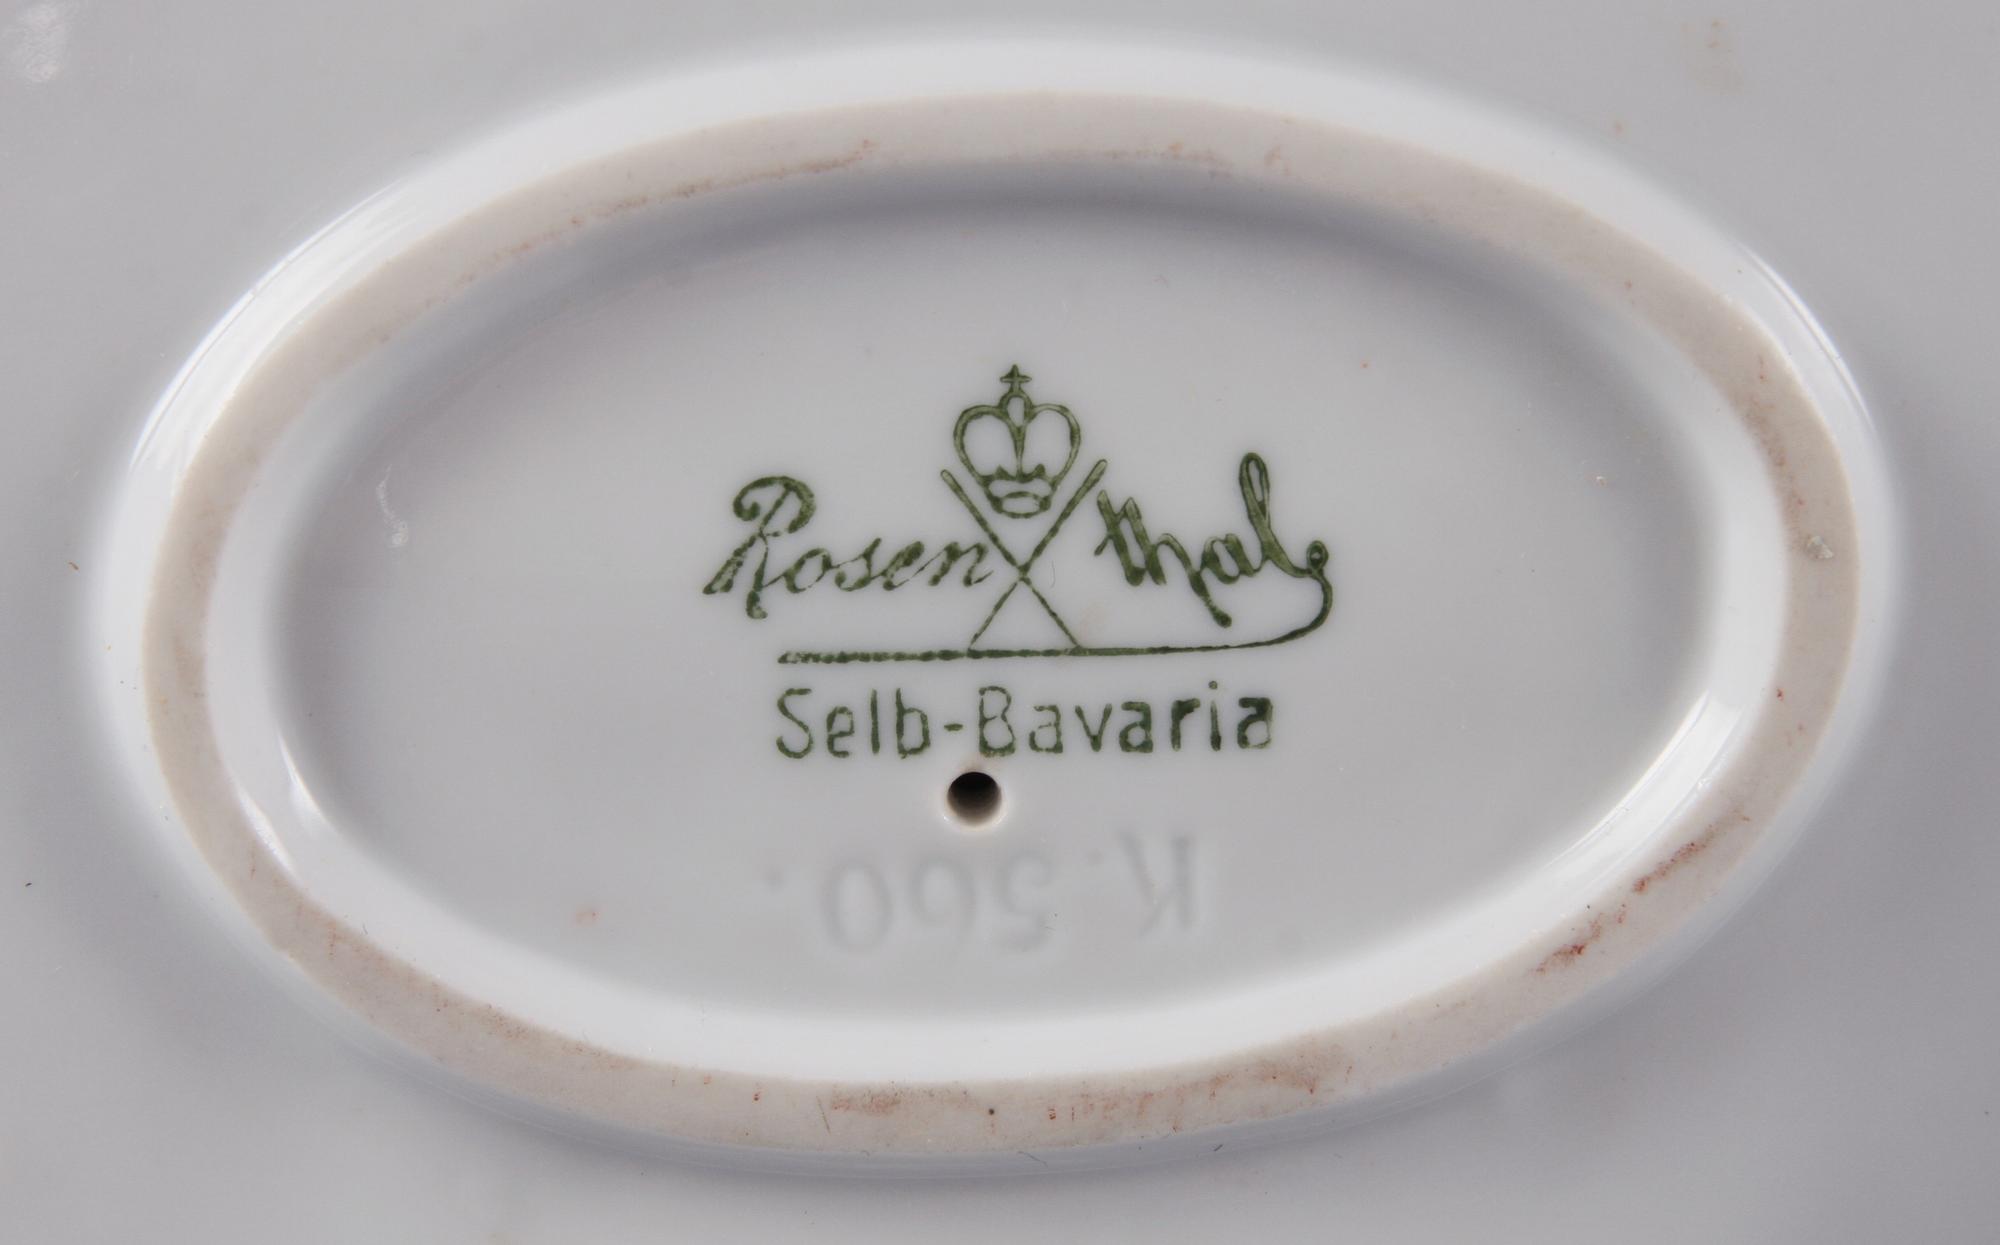 Rosenthal
Selb-Bavaria
K. 560.